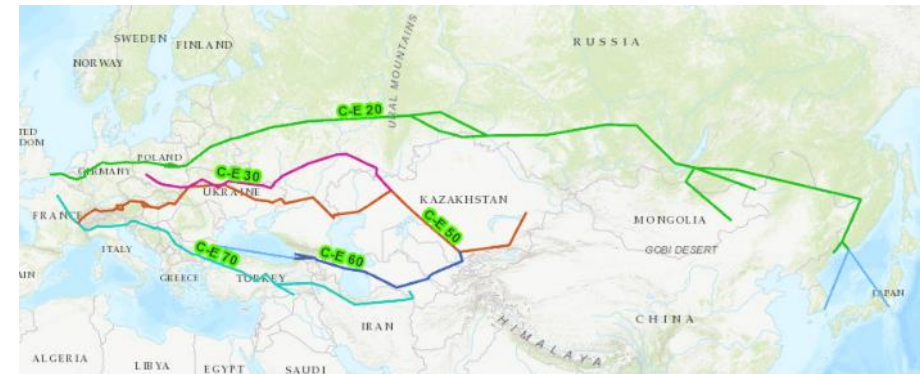 SWEDEN
FINLAND
NORWAY
RUSSIA
URAL MOUNTAINS
C-E 20
POLAND
GERMANY
C-E 30
UKRAINE
KAZAKHSTAN
FRANCE
C-E 50
MONGOLIA
GOBI DESERT
ITALY
C-E 70
C-E 60
GREECE
TURKEY
JAPAN
IRAN
CHINA
HIMALAYA
ALGERIA
LIBYA
EGYPT
SAUDI